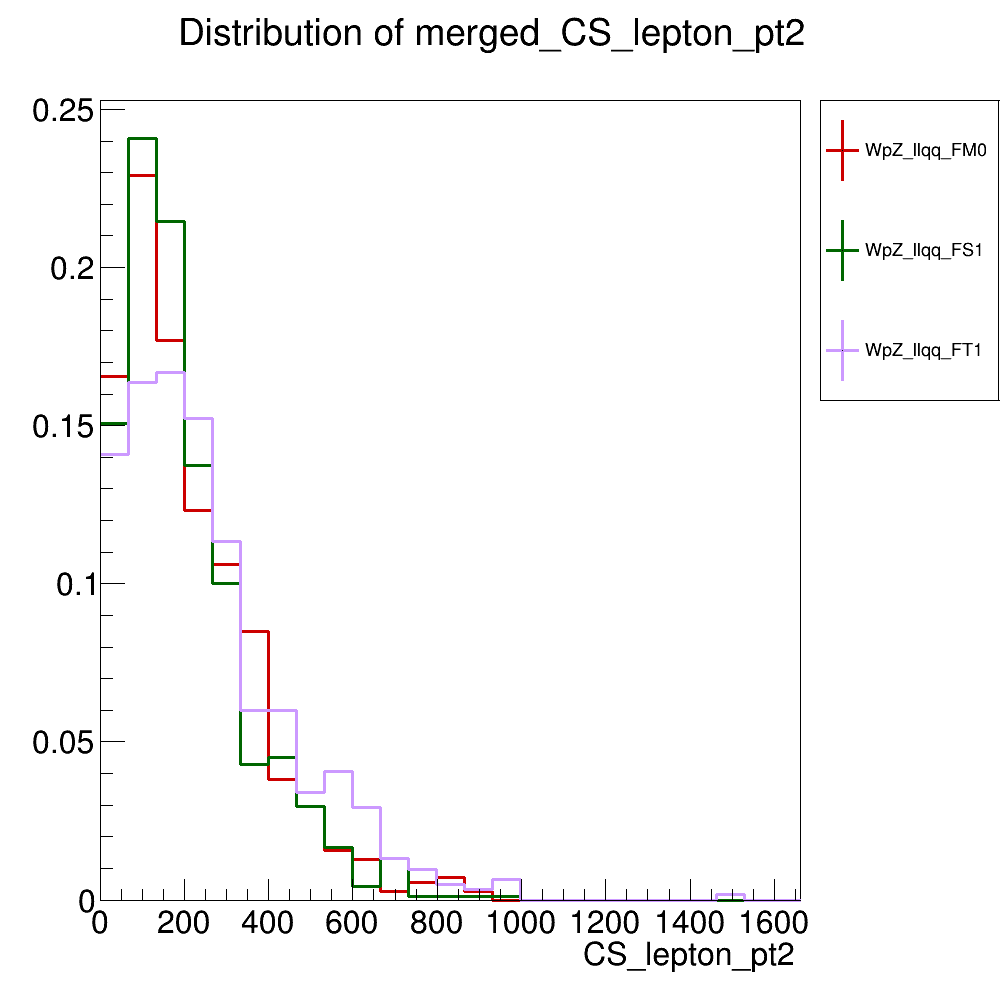 Distribution of merged_CS_lepton_pt2
0.25
0.2
0.15
0.1
0.05
0
0 200 400 600 800 1000 1200 1400 1600
CS_lepton_pt2
WpZ_llqq_FM0
WpZ_llqq_FS1
WpZ_llqq_FT1